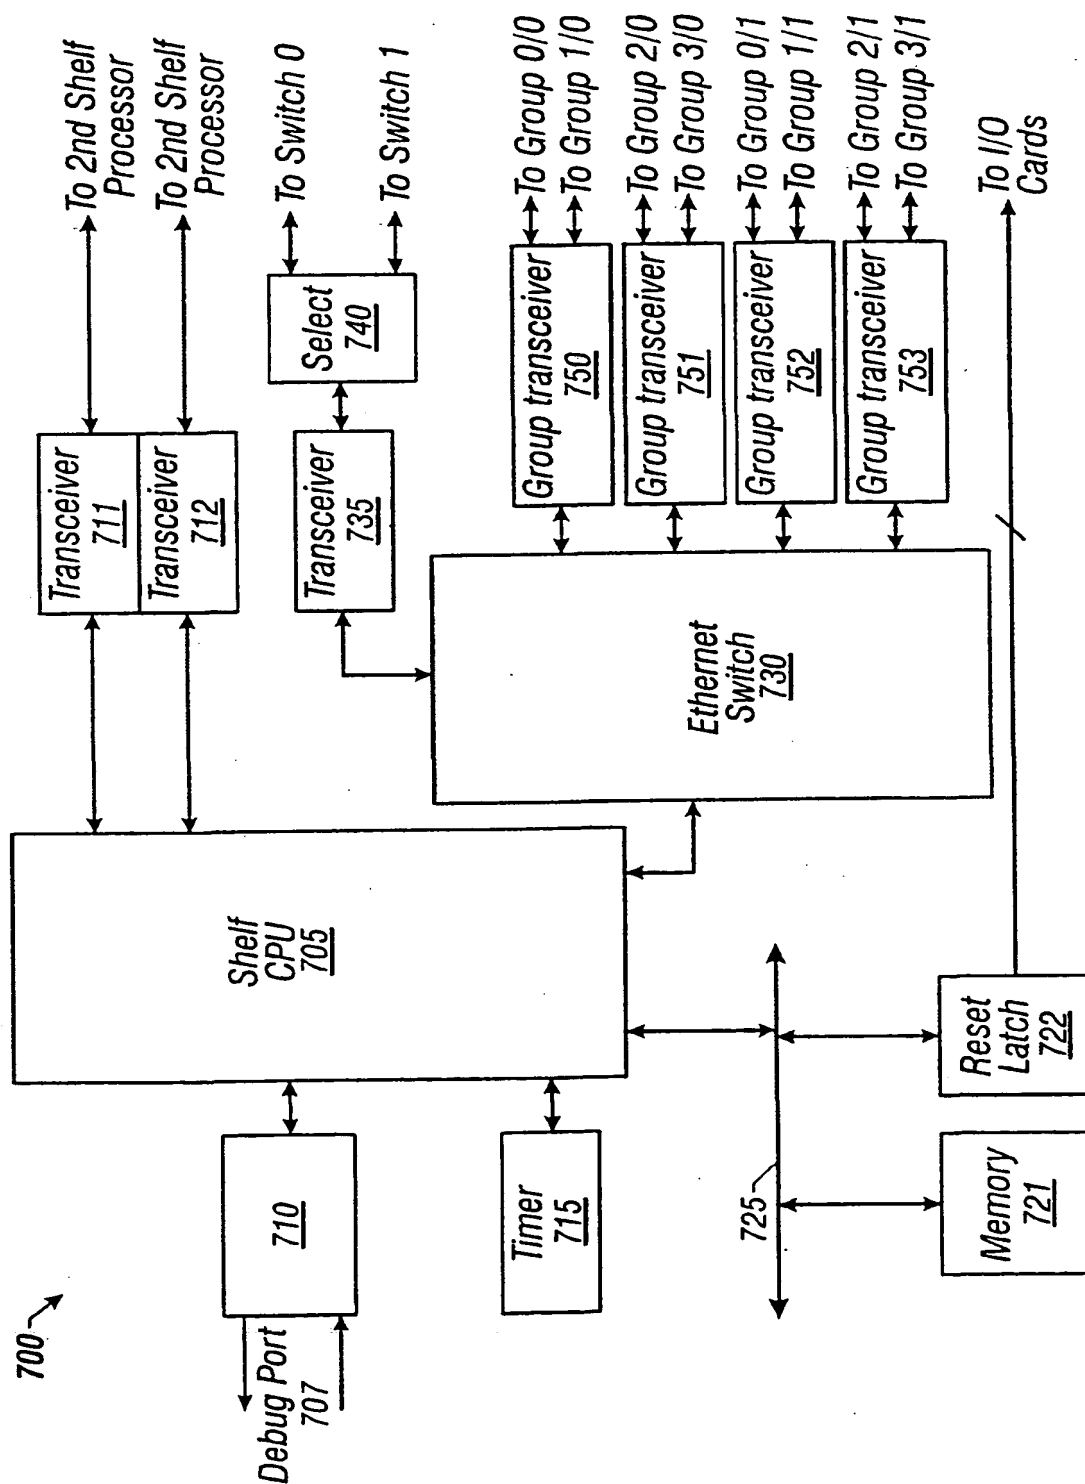 700
Debug Port
707
710
Timer
715
Shelf
CPU
705
725
Memory
721
Reset
Latch
722
Transceiver
711
Transceiver
712
To 2nd Shelf
Processor
To 2nd Shelf
Processor
Transceiver
735
Select
740
To Switch 0
To Switch 1
Ethernet
Switch
730
Group transceiver
750
Group transceiver
751
Group transceiver
752
Group transceiver
753
To Group 0/0
To Group 1/0
To Group 2/0
To Group 3/0
To Group 0/1
To Group 1/1
To Group 2/1
To Group 3/1
To I/O
Cards